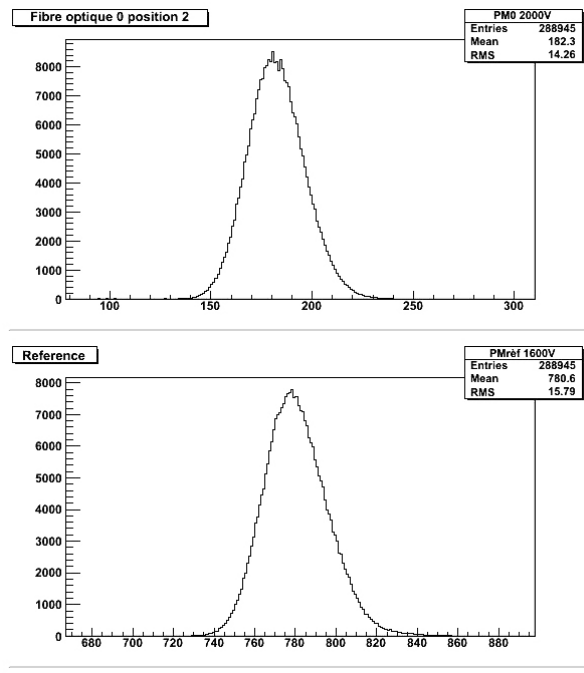 Fibre optique 0 position 2
PM0 2000V
Entries 288945
Mean 182.3
RMS 14.26
8000
7000
6000
5000
4000
3000
2000
1000
0
100 150 200 250 300
Reference
PMrèf 1600V
Entries 288945
Mean 780.6
RMS 15.79
8000
7000
6000
5000
4000
3000
2000
1000
0
680 700 720 740 760 780 800 820 840 860 880